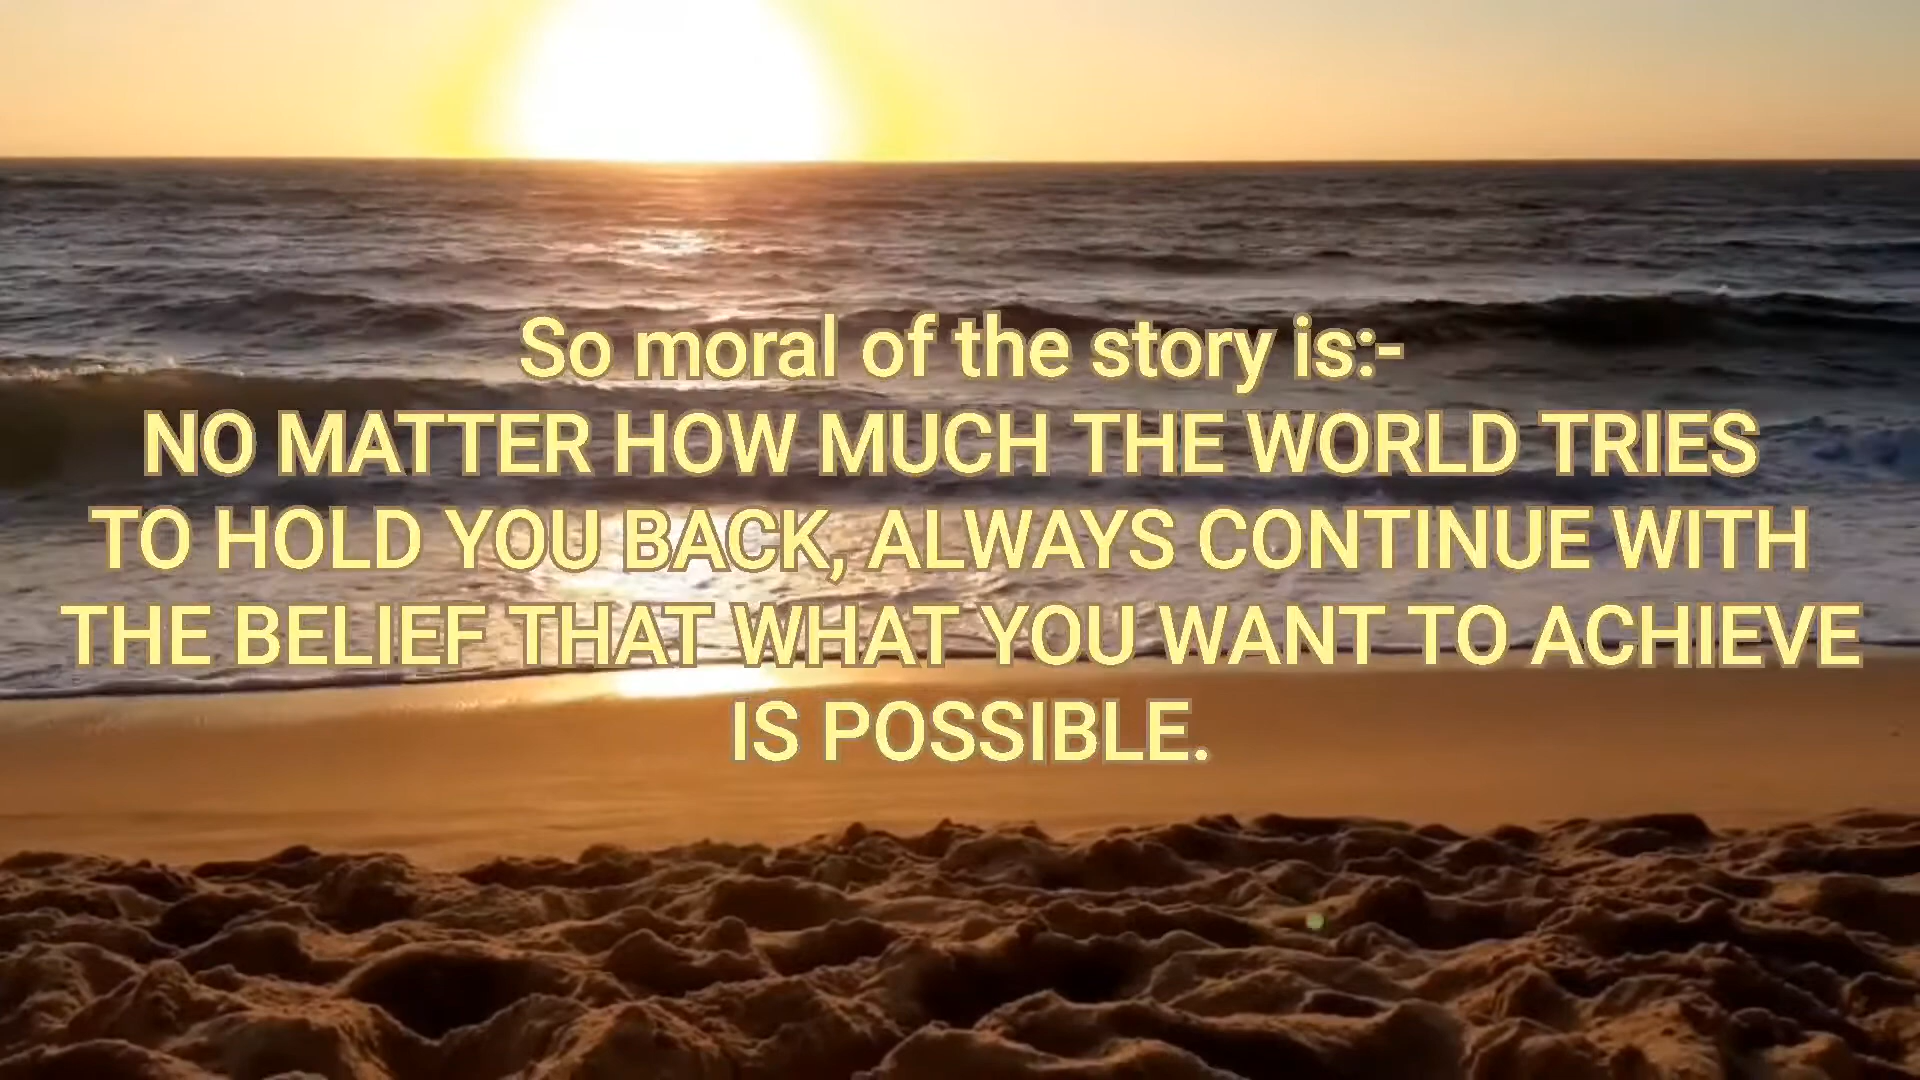 So moral of the story is:-
NO MATTER HOW MUCH THE WORLD TRIES
TO HOLD YOU BACK, ALWAYS CONTINUE WITH
THE BELIEF THAT WHAT YOU WANT TO ACHIEVE
IS POSSIBLE.